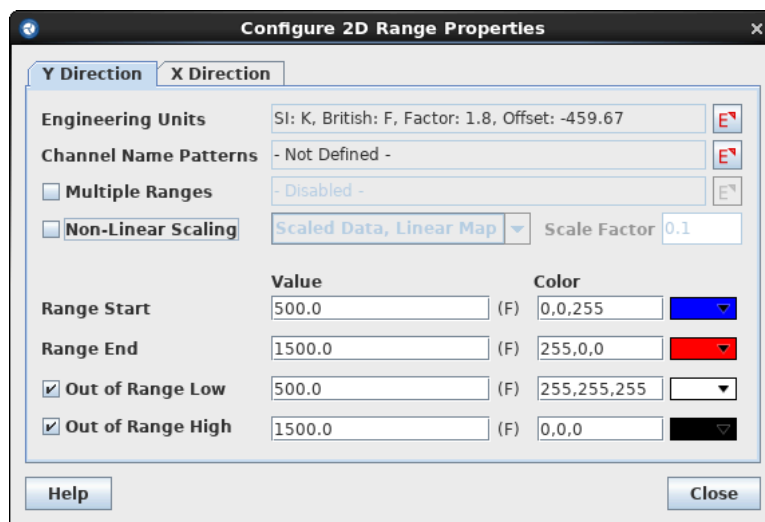 Configure 2D Range Properties
Y Direction X Direction
Engineering Units SI: K, British: F, Factor: 1.8, Offset: -459.67 E
Channel Name Patterns - Not Defined - E
Multiple Ranges - Disabled - E
Non-Linear Scaling Scaled Data, Linear Map Scale Factor 0.1
Value Color
Range Start 500.0 (F) 0,0,255
Range End 1500.0 (F) 255,0,0
Out of Range Low 500.0 (F) 255,255,255
Out of Range High 1500.0 (F) 0,0,0
Help Close